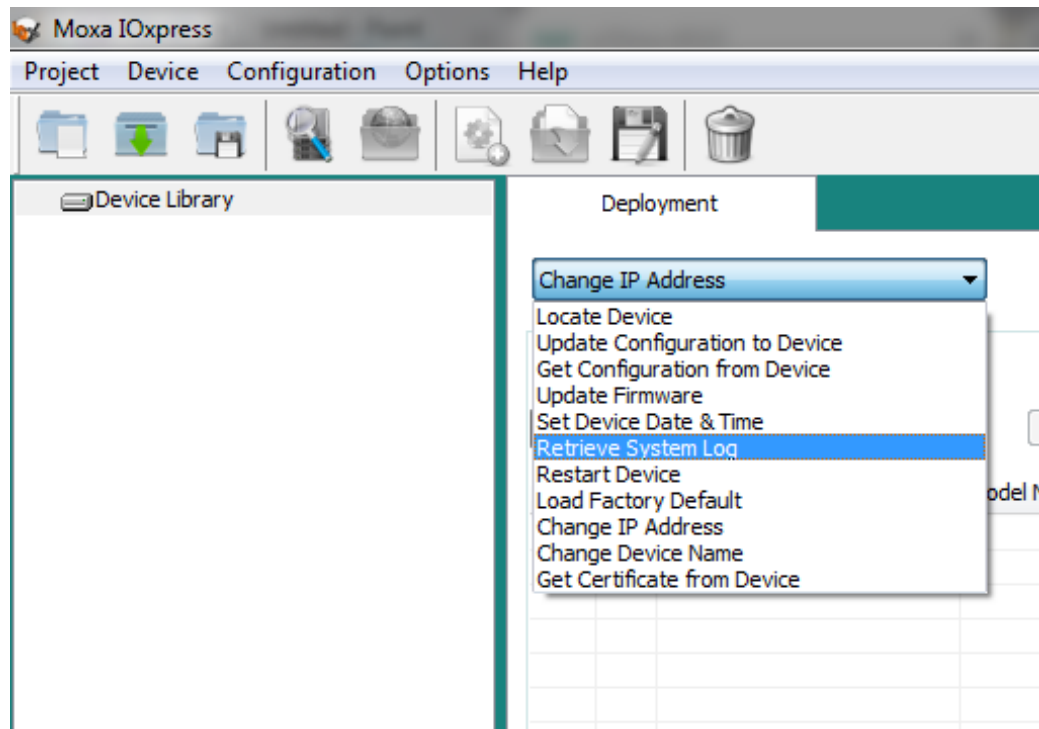 Moxa IOxpress
Project Device Configuration Options Help
Device Library
Deployment
Change IP Address
Locate Device
Update Configuration to Device
Get Configuration from Device
Update Firmware
Set Device Date & Time
Retrieve System Log
Restart Device
Load Factory Default
Change IP Address
Change Device Name
Get Certificate from Device